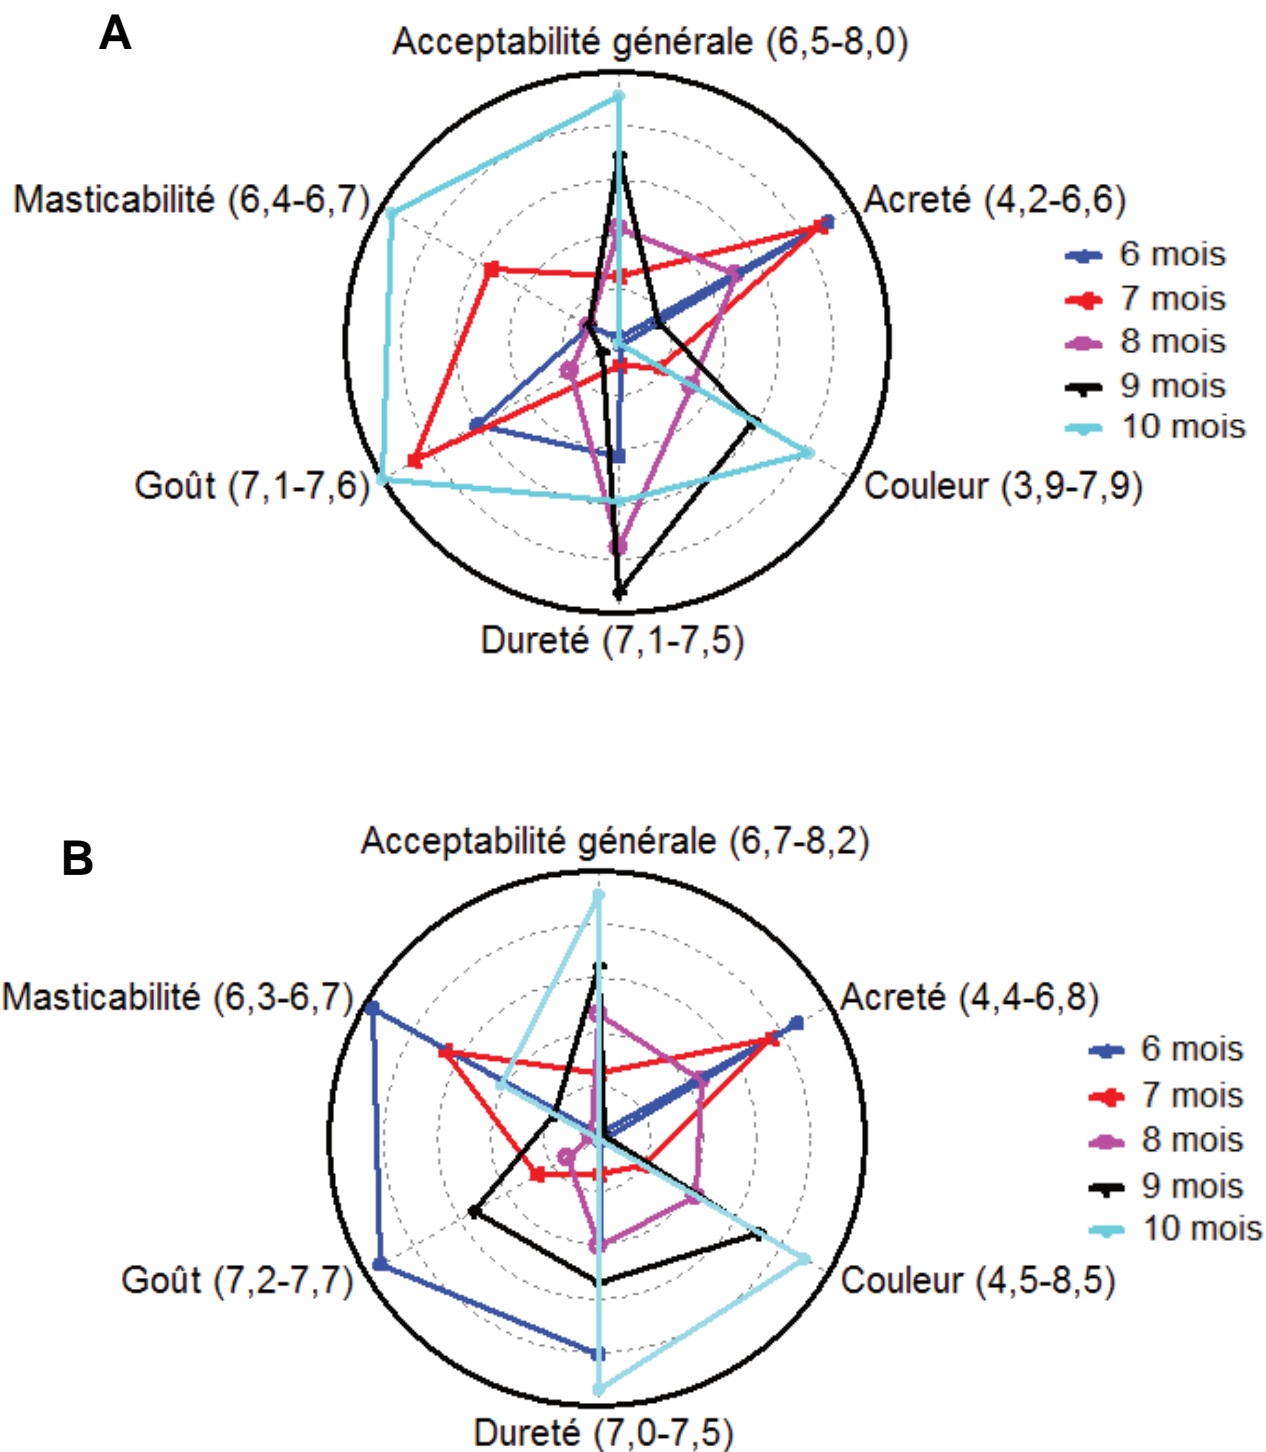 A
Acceptabilité générale (6,5-8,0)
Masticabilité (6,4-6,7)
Acreté (4,2-6,6)
6 mois
7 mois
8 mois
9 mois
10 mois
Goût (7,1-7,6)
Couleur (3,9-7,9)
Dureté (7,1-7,5)
B
Acceptabilité générale (6,7-8,2)
Masticabilité (6,3-6,7)
Acreté (4,4-6,8)
6 mois
7 mois
8 mois
9 mois
10 mois
Goût (7,2-7,7)
Couleur (4,5-8,5)
Dureté (7,0-7,5)